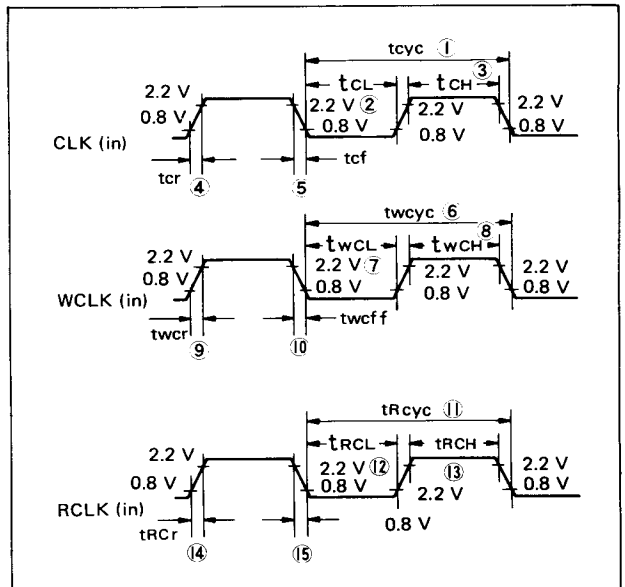 tcyc ①
tCL tCH ③
2.2 V 2.2 V ② 2.2 V 2.2 V
0.8 V 0.8 V 0.8 V 0.8 V
CLK (in)
tcr tcf
④ ⑤
twcyc ⑥
tWCL tWCH ⑧
2.2 V 2.2 V ⑦ 2.2 V 2.2 V
0.8 V 0.8 V 0.8 V 0.8 V
WCLK (in)
twcr twcff
⑨ ⑩
tRcyc ⑪
tRCL tRCH
2.2 V 2.2 V ⑫ ⑬ 2.2 V
0.8 V 0.8 V 2.2 V 0.8 V
RCLK (in) 0.8 V
tRCr
⑭ ⑮